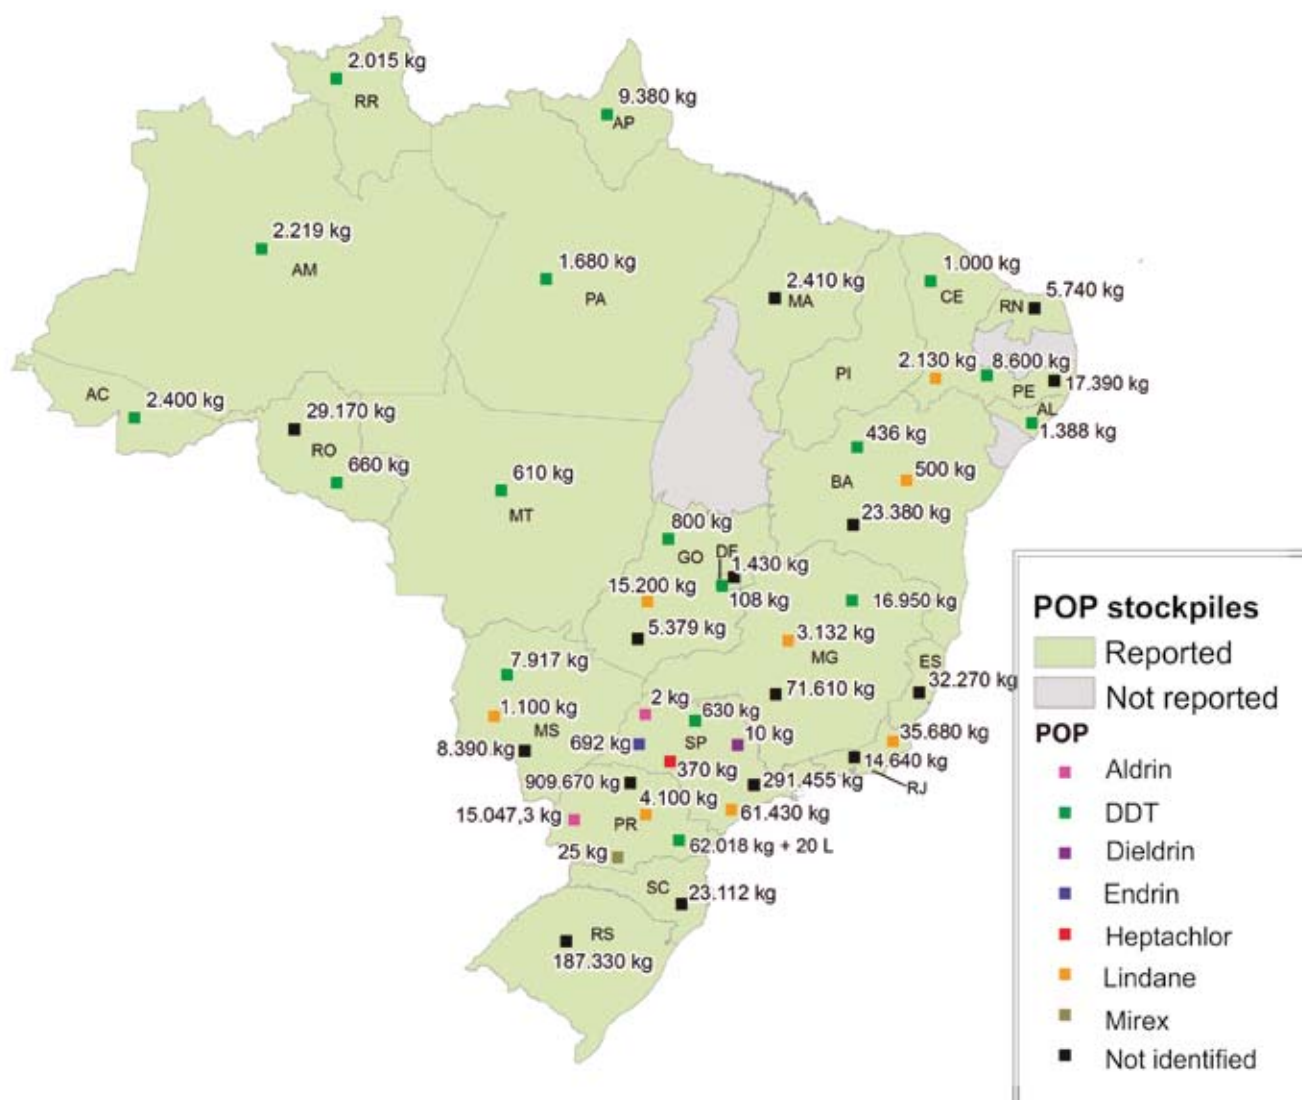 2.015 kg
RR
9.380 kg
AP
2.219 kg
AM
1.680 kg
PA
2.410 kg
MA
1.000 kg
CE
5.740 kg
RN
PI
2.130 kg
8.600 kg
PE
17.390 kg
AL
1.388 kg
AC
2.400 kg
29.170 kg
RO
660 kg
610 kg
MT
436 kg
500 kg
BA
23.380 kg
800 kg
GO
DF
1.430 kg
15.200 kg
108 kg
5.379 kg
16.950 kg
3.132 kg
MG
71.610 kg
ES
32.270 kg
7.917 kg
1.100 kg
MS
8.390 kg
2 kg
630 kg
692 kg
SP
10 kg
370 kg
35.680 kg
14.640 kg
RJ
909.670 kg
291.455 kg
4.100 kg
61.430 kg
15.047,3 kg
PR
62.018 kg + 20 L
25 kg
SC
23.112 kg
RS
187.330 kg
POP stockpiles
Reported
Not reported
POP
Aldrin
DDT
Dieldrin
Endrin
Heptachlor
Lindane
Mirex
Not identified